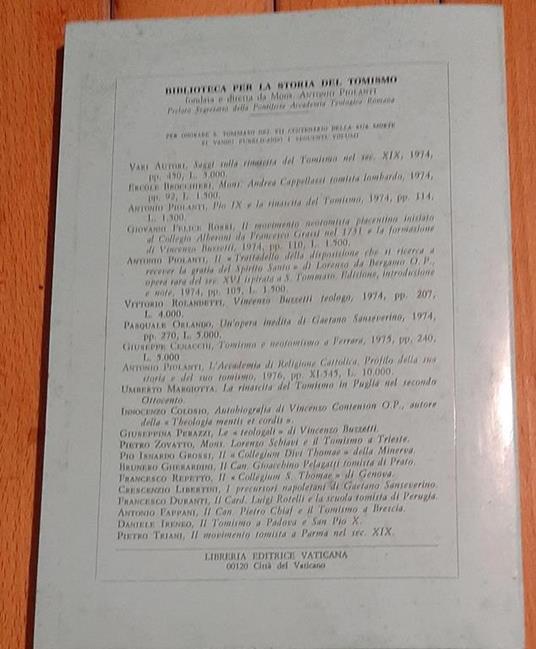 BIBLIOTECA PER LA STORIA DEL TOMISMO
fondata e diretta da Mons. ANTONIO PIOLANTI
Prelato Segretario della Pontificia Accademia Teologica Romana
PER ONORARE S. TOMMASO NEL VII CENTENARIO DELLA SUA MORTE
SI VANNO PUBBLICANDO I SEGUENTI VOLUMI
VARI AUTORI, Saggi sulla rinascita del Tomismo nel sec. XIX, 1974,
pp. 450, L. 5.000.
ERCOLE BROCCHIERI, Mons. Andrea Cappellazzi tomista lombardo, 1974,
pp. 92, L. 1.500.
ANTONIO PIOLANTI, Pio IX e la rinascita del Tomismo, 1974, pp. 114,
L. 1.500.
GIOVANNI FELICE ROSSI, Il movimento neotomista piacentino iniziato
al Collegio Alberoni da Francesco Grassi nel 1751 e la formazione
di Vincenzo Buzzetti, 1974, pp. 110, L. 1.500.
ANTONIO PIOLANTI, Il « Trattadello della disposizione che si ricerca a
recever la gratia del Spirito Santo » di Lorenzo da Bergamo O.P.,
opera rara del sec. XVI ispirata a S. Tommaso. Edizione, introduzione
e note, 1974, pp. 105, L. 1.500.
VITTORIO ROLANDETTI, Vincenzo Buzzetti teologo, 1974, pp. 207,
L. 4.000.
PASQUALE ORLANDO, Un'opera inedita di Gaetano Sanseverino, 1974,
pp. 270, L. 5.000.
GIUSEPPE CENACCHI, Tomismo e neotomismo a Ferrara, 1975, pp. 240,
L. 5.000
ANTONIO PIOLANTI, L'Accademia di Religione Cattolica. Profilo della sua
storia e del suo tomismo, 1976, pp. XI-545, L. 10.000.
UMBERTO MARGIOTTA, La rinascita del Tomismo in Puglia nel secondo
Ottocento.
INNOCENZO COLOSIO, Autobiografia di Vincenzo Contenson O.P., autore
della « Theologia mentis et cordis ».
GIUSEPPINA PERAZZI, Le « teologali » di Vincenzo Buzzetti.
PIETRO ZOVATTO, Mons. Lorenzo Schiavi e il Tomismo a Trieste.
PIO ISNARDO GROSSI, Il « Collegium Divi Thomae » della Minerva.
BRUNERO GHERARDINI, Il Can. Gioacchino Pelagatti tomista di Prato.
FRANCESCO REPETTO, Il « Collegium S. Thomae » di Genova.
CRESCENZIO LIBERTINI, I precursori napoletani di Gaetano Sanseverino.
FRANCESCO DURANTI, Il Card. Luigi Rotelli e la scuola tomista di Perugia.
ANTONIO FAPPANI, Il Can. Pietro Chiaf e il Tomismo a Brescia.
DANIELE IRENEO, Il Tomismo a Padova e San Pio X.
PIETRO TRIANI, Il movimento tomista a Parma nel sec. XIX.
LIBRERIA EDITRICE VATICANA
00120 Città del Vaticano